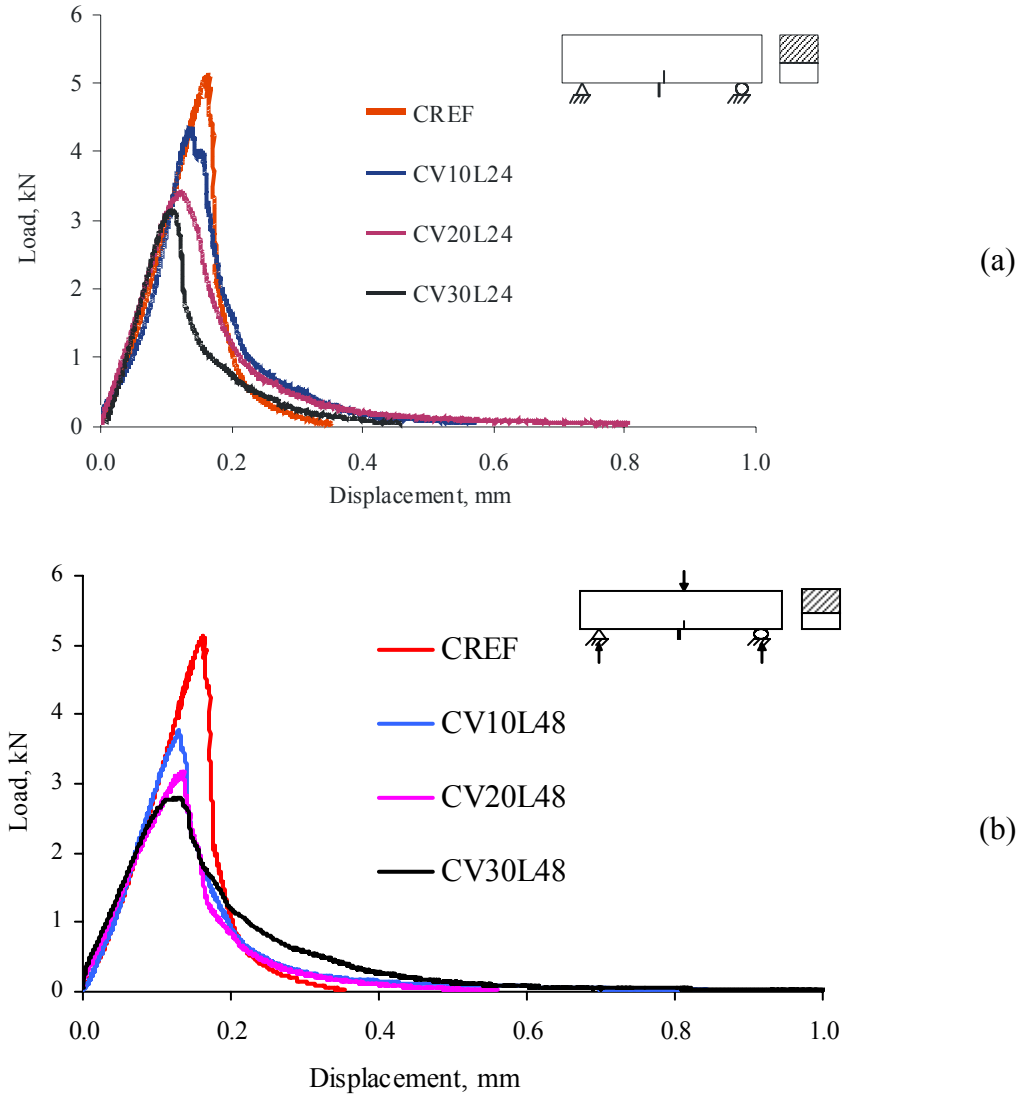 6
5
4
3
2
1
0
Load, kN
CREF
CV10L24
CV20L24
CV30L24
(a)
0.0 0.2 0.4 0.6 0.8 1.0
Displacement, mm
6
5
4
3
2
1
0
Load, kN
CREF
CV10L48
CV20L48
CV30L48
(b)
0.0 0.2 0.4 0.6 0.8 1.0
Displacement, mm